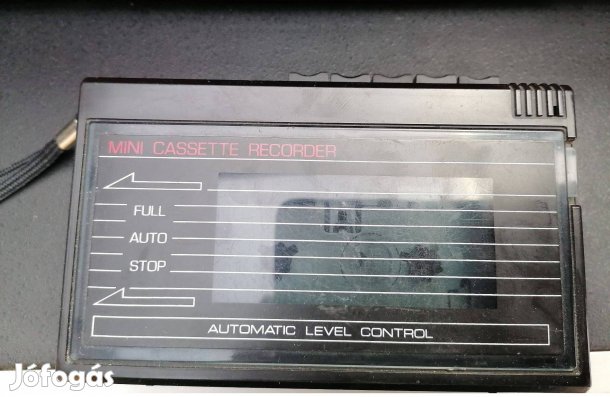 MINI CASSETTE RECORDER
FULL
AUTO
STOP
AUTOMATIC LEVEL CONTROL
Jófogás